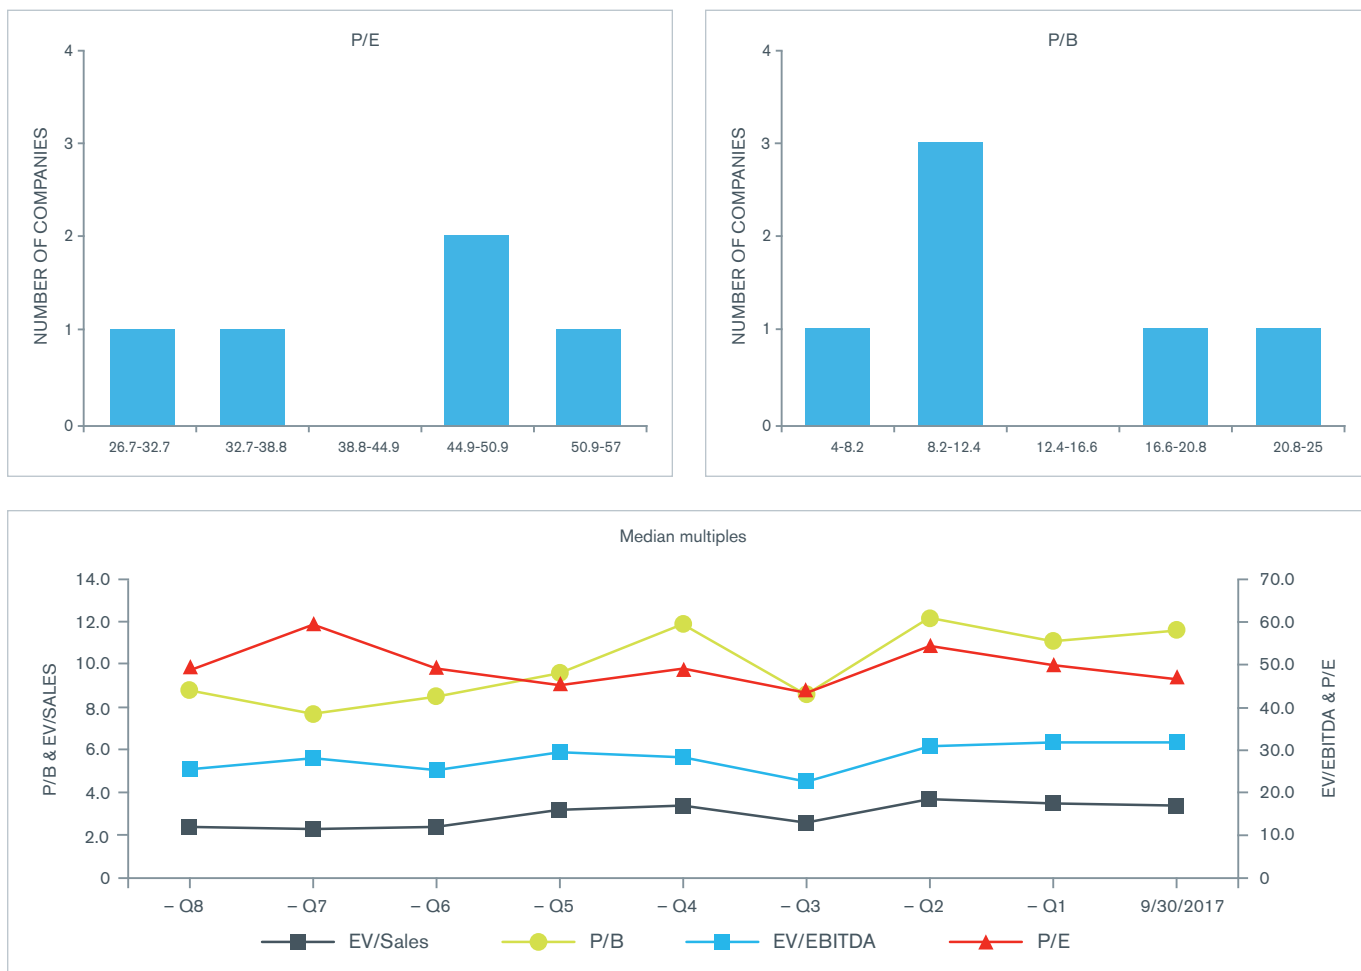 P/E
NUMBER OF COMPANIES
4
3
2
1
0
26.7-32.7 32.7-38.8 38.8-44.9 44.9-50.9 50.9-57
P/B
NUMBER OF COMPANIES
4
3
2
1
0
4-8.2 8.2-12.4 12.4-16.6 16.6-20.8 20.8-25
Median multiples
P/B & EV/SALES
14.0
12.0
10.0
8.0
6.0
4.0
2.0
0
70.0
60.0
50.0
40.0
30.0
20.0
10.0
0
EV/EBITDA & P/E
– Q8 – Q7 – Q6 – Q5 – Q4 – Q3 – Q2 – Q1 9/30/2017
EV/Sales P/B EV/EBITDA P/E